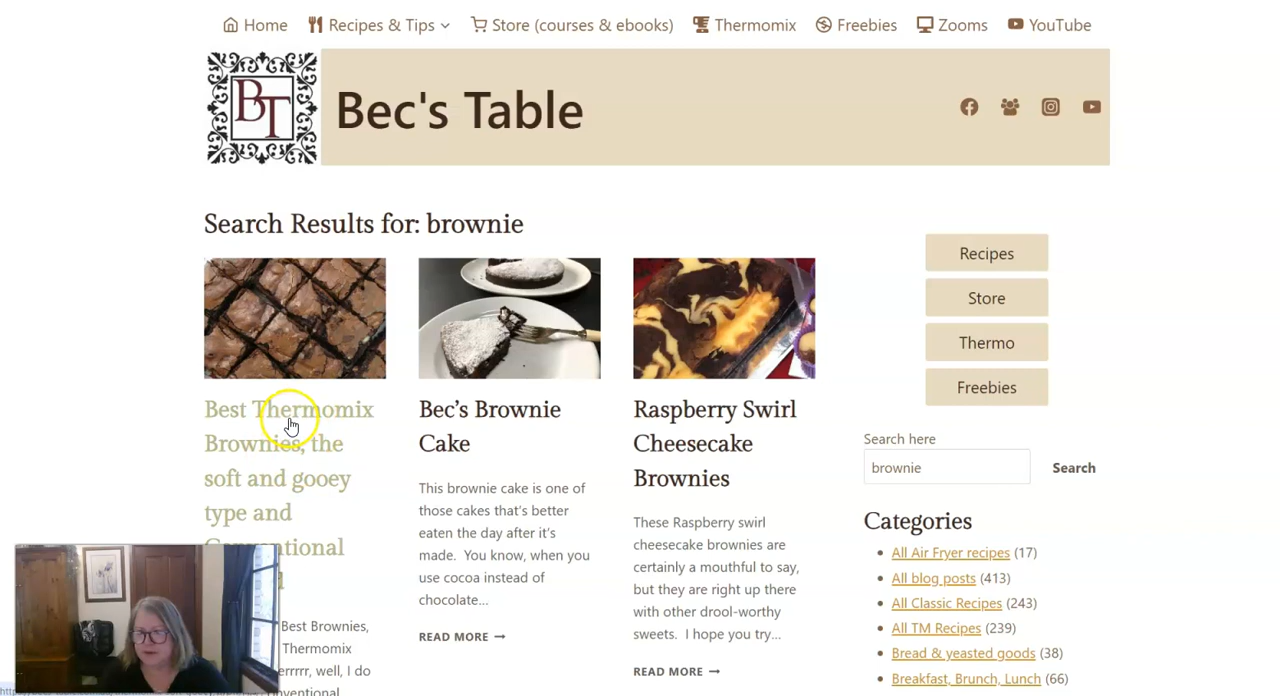 Home Recipes & Tips Store (courses & ebooks) Thermomix Freebies Zooms YouTube
BT
Bec's Table
Search Results for: brownie
Best Thermomix
Brownies, the
soft and gooey
type and
Conventional
Best Brownies,
Thermomix
well, I do
Bec's Brownie
Cake
This brownie cake is one of
those cakes that's better
eaten the day after it's
made. You know, when you
use cocoa instead of
chocolate...
READ MORE →
Raspberry Swirl
Cheesecake
Brownies
These Raspberry swirl
cheesecake brownies are
certainly a mouthful to say,
but they are right up there
with other drool-worthy
sweets. I hope you try...
READ MORE →
Recipes
Store
Thermo
Freebies
Search here
brownie Search
Categories
All Air Fryer recipes (17)
All blog posts (413)
All Classic Recipes (243)
All TM Recipes (239)
Bread & yeasted goods (38)
Breakfast, Brunch, Lunch (66)